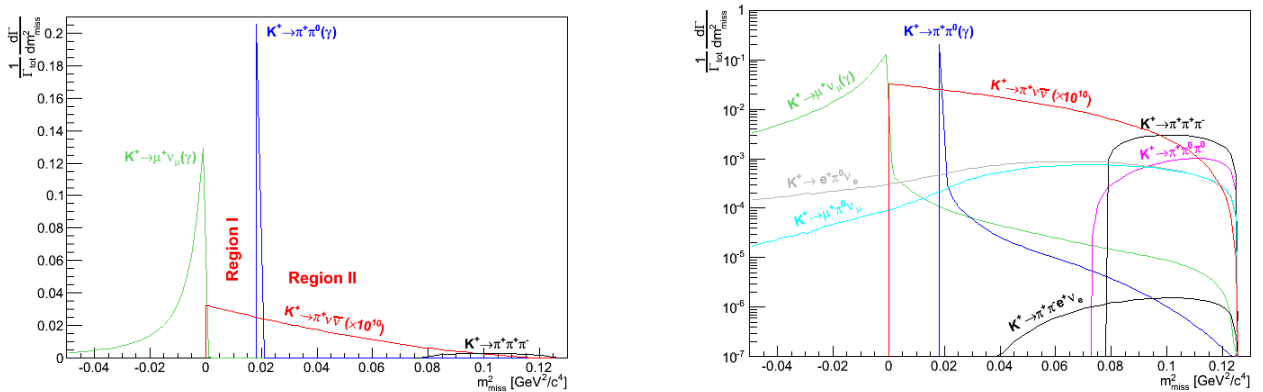 1/Γtot dΓ/dm²miss
0.2
0.18
0.16
0.14
0.12
0.1
0.08
0.06
0.04
0.02
0
K⁺→π⁺π⁰(γ)
K⁺→μ⁺νμ(γ)
Region I
Region II
K⁺→π⁺νν̄(×10¹⁰)
K⁺→π⁺π⁺π⁻
-0.04 -0.02 0 0.02 0.04 0.06 0.08 0.1 0.12
m²miss [GeV²/c⁴]
1/Γtot dΓ/dm²miss
1
10⁻¹
10⁻²
10⁻³
10⁻⁴
10⁻⁵
10⁻⁶
10⁻⁷
K⁺→π⁺π⁰(γ)
K⁺→μ⁺νμ(γ)
K⁺→π⁺νν̄(×10¹⁰)
K⁺→π⁺π⁺π⁻
K⁺→π⁺π⁰π⁰
K⁺→e⁺π⁰νe
K⁺→μ⁺π⁰νμ
K⁺→π⁺π⁻e⁺νe
-0.04 -0.02 0 0.02 0.04 0.06 0.08 0.1 0.12
m²miss [GeV²/c⁴]